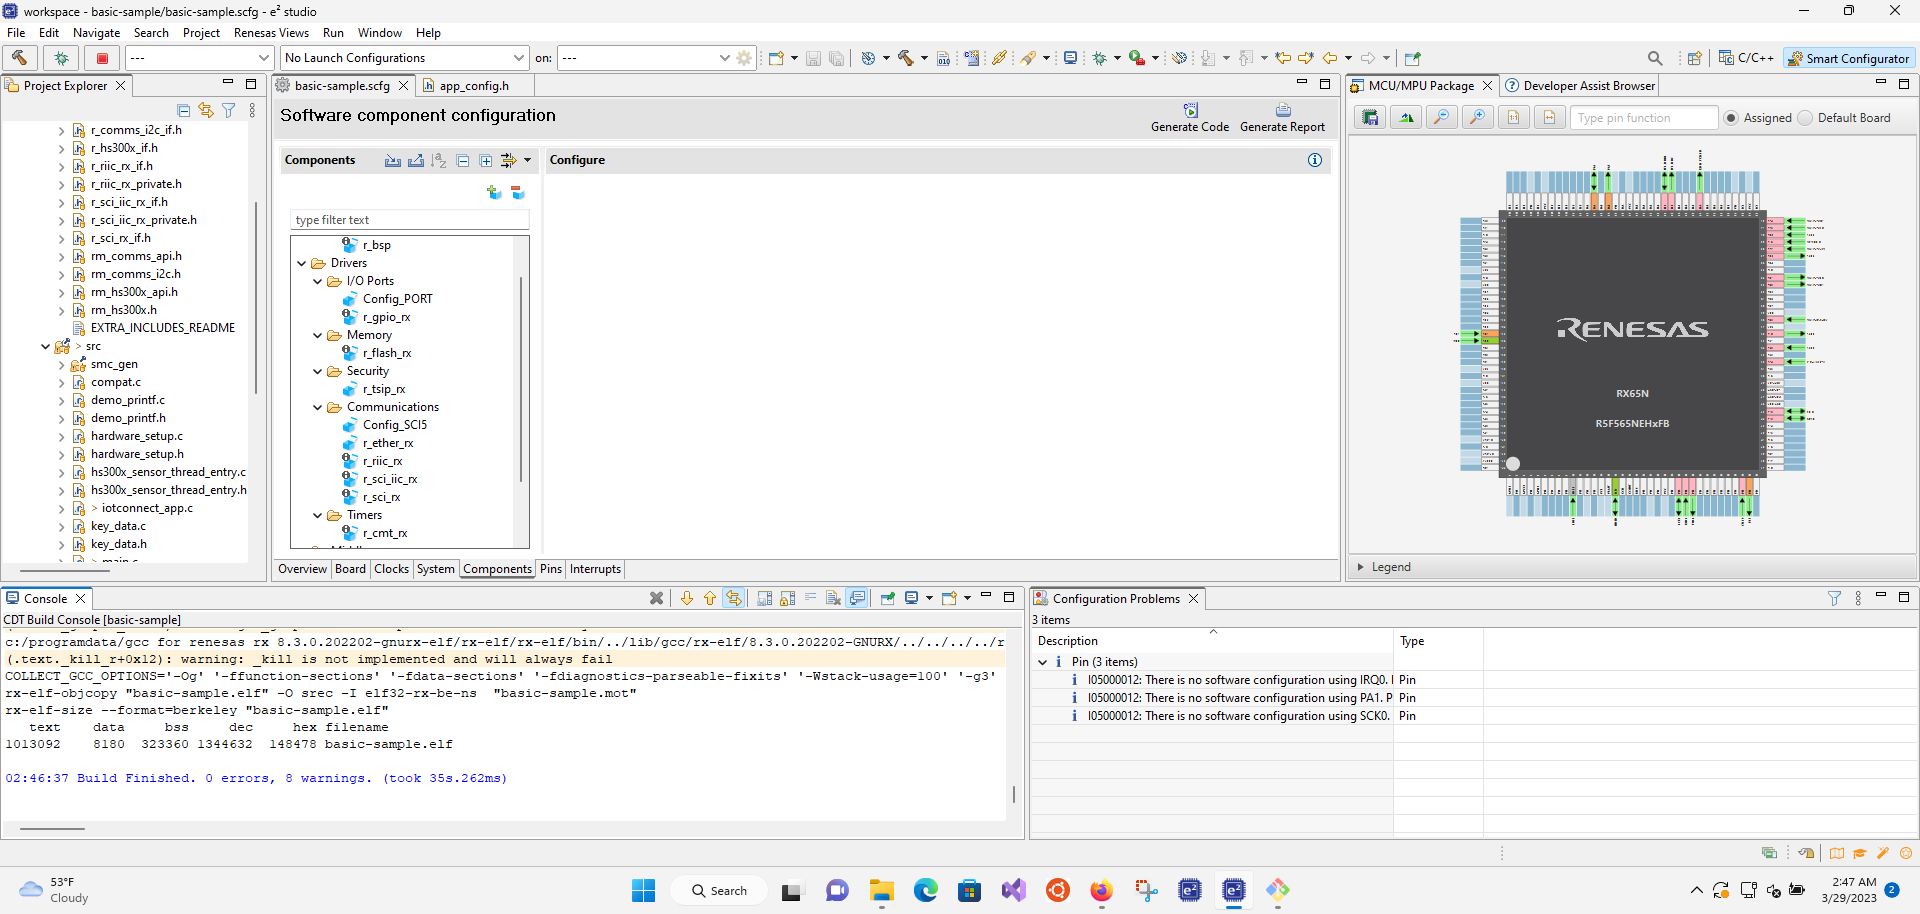 workspace - basic-sample/basic-sample.scfg - e² studio
File Edit Navigate Search Project Renesas Views Run Window Help
--- No Launch Configurations on: ---
C/C++ Smart Configurator
Project Explorer
r_comms_i2c_if.h
r_hs300x_if.h
r_riic_rx_if.h
r_riic_rx_private.h
r_sci_iic_rx_if.h
r_sci_iic_rx_private.h
r_sci_rx_if.h
rm_comms_api.h
rm_comms_i2c.h
rm_hs300x_api.h
rm_hs300x.h
EXTRA_INCLUDES_README
> src
smc_gen
compat.c
demo_printf.c
demo_printf.h
hardware_setup.c
hardware_setup.h
hs300x_sensor_thread_entry.c
hs300x_sensor_thread_entry.h
> iotconnect_app.c
key_data.c
key_data.h
> main.c
basic-sample.scfg app_config.h
Software component configuration
Generate Code Generate Report
Components
Configure
type filter text
r_bsp
Drivers
I/O Ports
Config_PORT
r_gpio_rx
Memory
r_flash_rx
Security
r_tsip_rx
Communications
Config_SCI5
r_ether_rx
r_riic_rx
r_sci_iic_rx
r_sci_rx
Timers
r_cmt_rx
Overview Board Clocks System Components Pins Interrupts
MCU/MPU Package Developer Assist Browser
Type pin function Assigned Default Board
RENESAS
RX65N
R5F565NEHxFB
Legend
Console
CDT Build Console [basic-sample]
c:/programdata/gcc for renesas rx 8.3.0.202202-gnurx-elf/rx-elf/rx-elf/bin/../lib/gcc/rx-elf/8.3.0.202202-GNURX/../../../../r
(.text._kill_r+0x12): warning: _kill is not implemented and will always fail
COLLECT_GCC_OPTIONS='-Og' '-ffunction-sections' '-fdata-sections' '-fdiagnostics-parseable-fixits' '-Wstack-usage=100' '-g3'
rx-elf-objcopy "basic-sample.elf" -O srec -I elf32-rx-be-ns "basic-sample.mot"
rx-elf-size --format=berkeley "basic-sample.elf"
text data bss dec hex filename
1013092 8180 323360 1344632 148478 basic-sample.elf
02:46:37 Build Finished. 0 errors, 8 warnings. (took 35s.262ms)
Configuration Problems
3 items
Description Type
Pin (3 items)
I05000012: There is no software configuration using IRQ0. Pin
I05000012: There is no software configuration using PA1. P Pin
I05000012: There is no software configuration using SCK0. Pin
53°F
Cloudy
Search
2:47 AM
3/29/2023
2